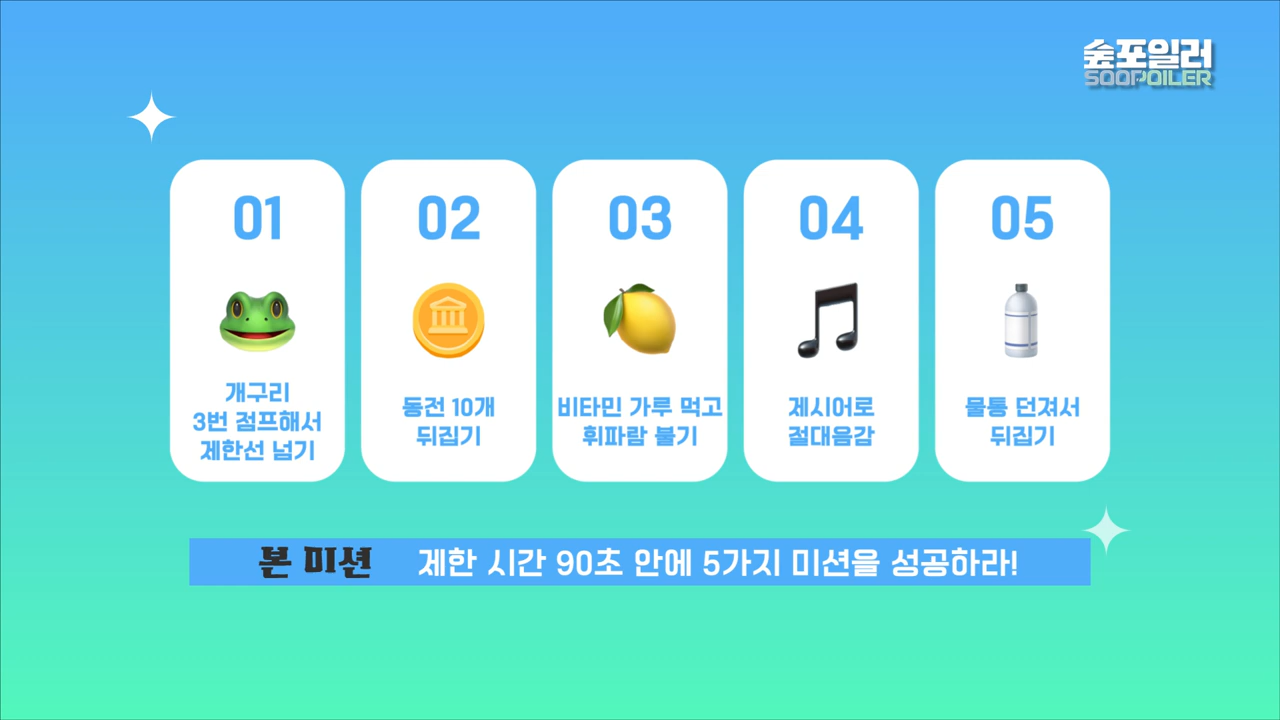 숲포일러
SOOPOILER
01
개구리
3번 점프해서
제한선 넘기
02
동전 10개
뒤집기
03
비타민 가루 먹고
휘파람 불기
04
제시어로
절대음감
05
물통 던져서
뒤집기
본 미션 제한 시간 90초 안에 5가지 미션을 성공하라!